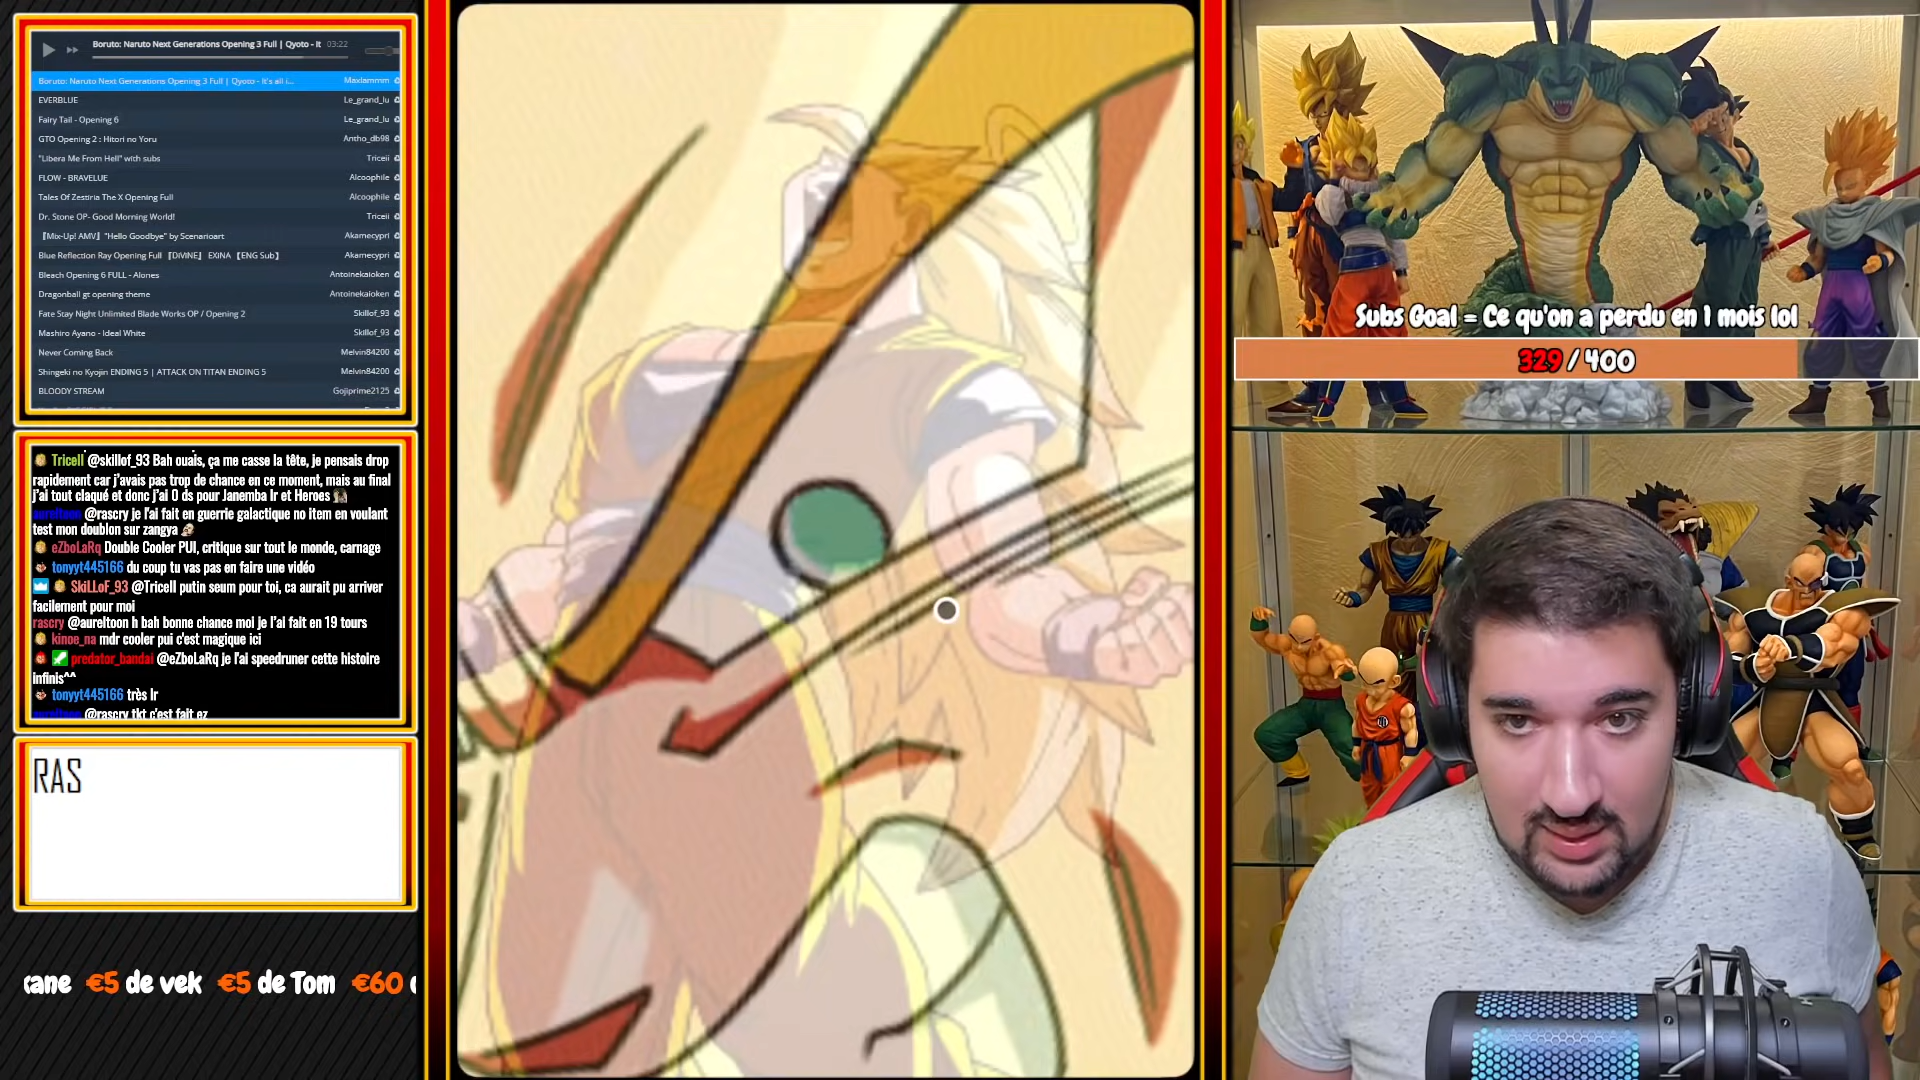 Boruto: Naruto Next Generations Opening 3 Full | Qyoto - It 03:22
Boruto: Naruto Next Generations Opening 3 Full | Qyoto - It's all i... Maxiammm
EVERBLUE Le_grand_lu
Fairy Tail - Opening 6 Le_grand_lu
GTO Opening 2 : Hitori no Yoru Antho_db98
"Libera Me From Hell" with subs Triceii
FLOW - BRAVELUE Alcoophile
Tales Of Zestiria The X Opening Full Alcoophile
Dr. Stone OP- Good Morning World! Triceii
『Mix-Up! AMV』 "Hello Goodbye" by Scenarioart Akamecypri
Blue Reflection Ray Opening Full 『DIVINE』 EXiNA 【ENG Sub】 Akamecypri
Bleach Opening 6 FULL - Alones Antoinekaioken
Dragonball gt opening theme Antoinekaioken
Fate Stay Night Unlimited Blade Works OP / Opening 2 Skillof_93
Mashiro Ayano - Ideal White Skillof_93
Never Coming Back Melvin84200
Shingeki no Kyojin ENDING 5 | ATTACK ON TITAN ENDING 5 Melvin84200
BLOODY STREAM Gojiprime2125
Tricell @skillof_93 Bah ouais, ça me casse la tête, je pensais drop
rapidement car j'avais pas trop de chance en ce moment, mais au final
j'ai tout claqué et donc j'ai 0 ds pour Janemba lr et Heroes
aureltoon @rascry je l'ai fait en guerrie galactique no item en voulant
test mon doublon sur zangya
eZboLaRq Double Cooler PUI, critique sur tout le monde, carnage
tonyyt445166 du coup tu vas pas en faire une vidéo
SkiLLoF_93 @Tricell putin seum pour toi, ca aurait pu arriver
facilement pour moi
rascry @aureltoon h bah bonne chance moi je l'ai fait en 19 tours
kinoe_na mdr cooler pui c'est magique ici
predator_bandai @eZboLaRq je l'ai speedruner cette histoire
infinis^^
tonyyt445166 très lr
aureltoon @rascry tkt c'est fait ez
RAS
cane €5 de vek €5 de Tom €60
Subs Goal = Ce qu'on a perdu en 1 mois lol
329 / 400